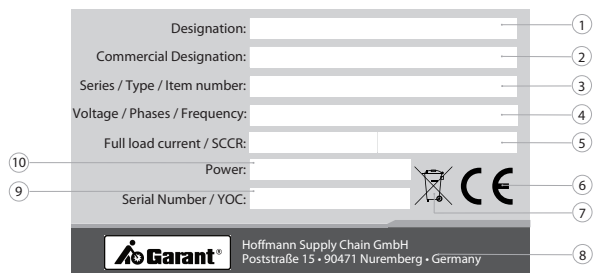 Designation: 1
Commercial Designation: 2
Series / Type / Item number: 3
Voltage / Phases / Frequency: 4
Full load current / SCCR: 5
10 Power:
CE 6
9 Serial Number / YOC:
7
Garant®
Hoffmann Supply Chain GmbH
Poststraße 15 • 90471 Nuremberg • Germany 8